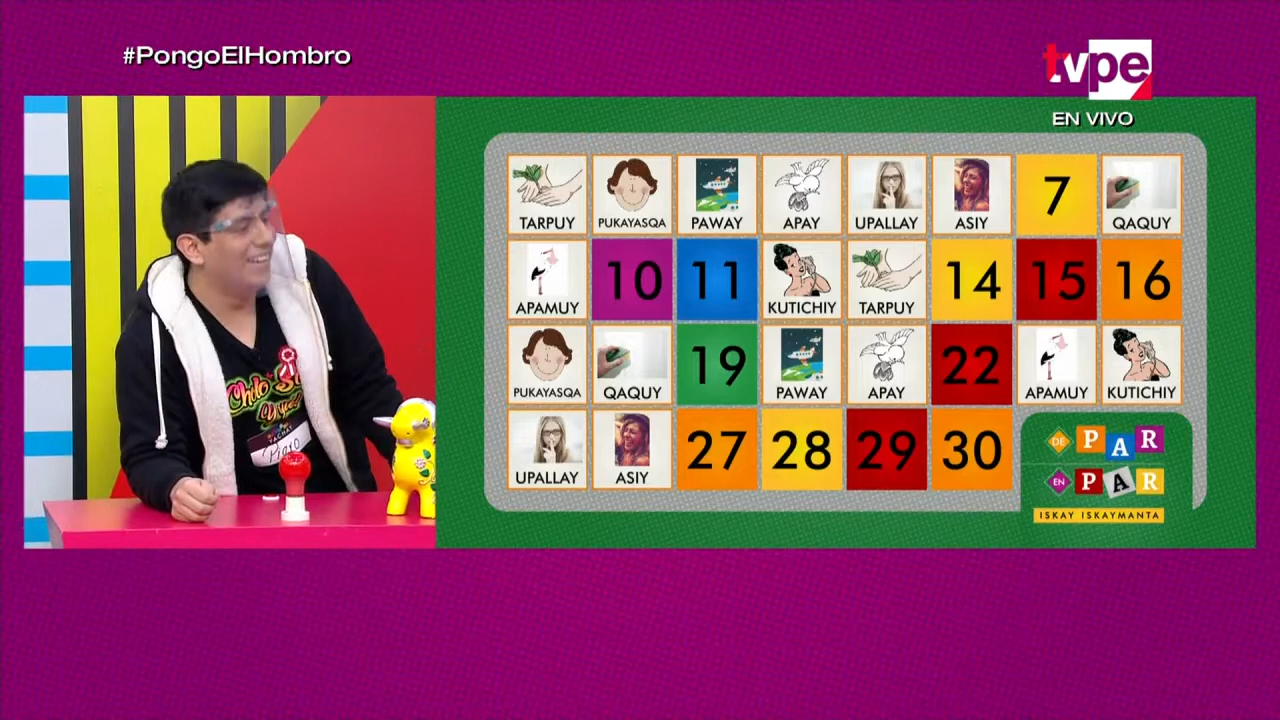 #PongoElHombro
tvpe
EN VIVO
TARPUY
PUKAYASQA
PAWAY
APAY
UPALLAY
ASIY
7
QAQUY
APAMUY
10
11
KUTICHIY
TARPUY
14
15
16
PUKAYASQA
QAQUY
19
PAWAY
APAY
22
APAMUY
KUTICHIY
UPALLAY
ASIY
27
28
29
30
DE PAR
EN PAR
ISKAY ISKAYMANTA
Cholo